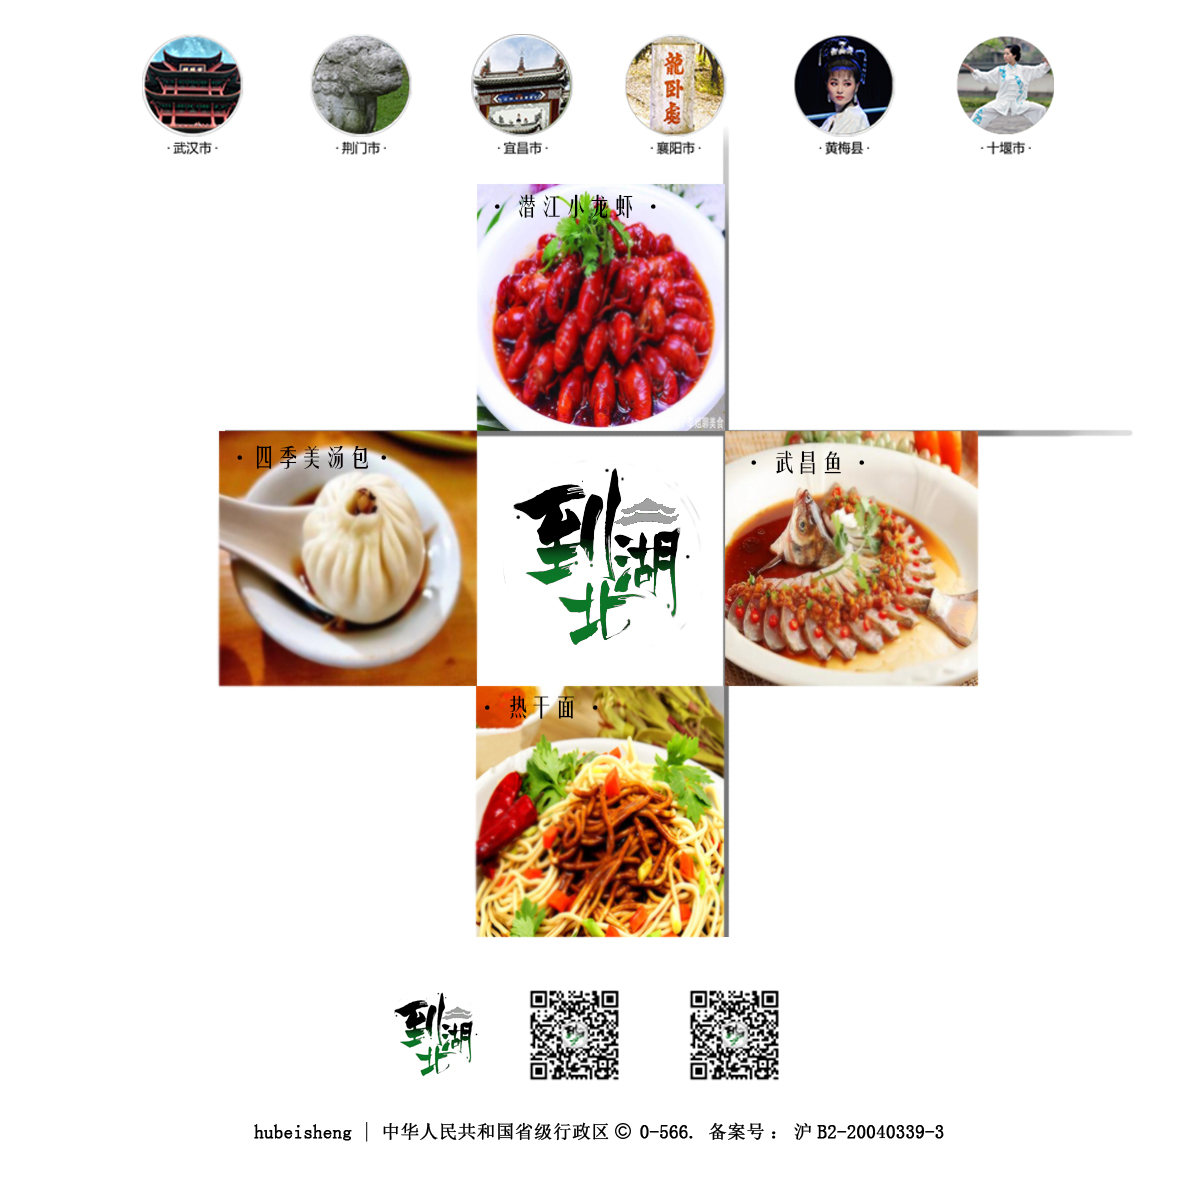 龍
卧
處
·武汉市·
·荆门市·
·宜昌市·
·襄阳市·
·黄梅县·
·十堰市·
· 潜江小龙虾 ·
· 四季美汤包 ·
到湖北
· 武昌鱼 ·
· 热干面 ·
到湖北
hubeisheng | 中华人民共和国省级行政区 © 0-566. 备案号： 沪 B2-20040339-3